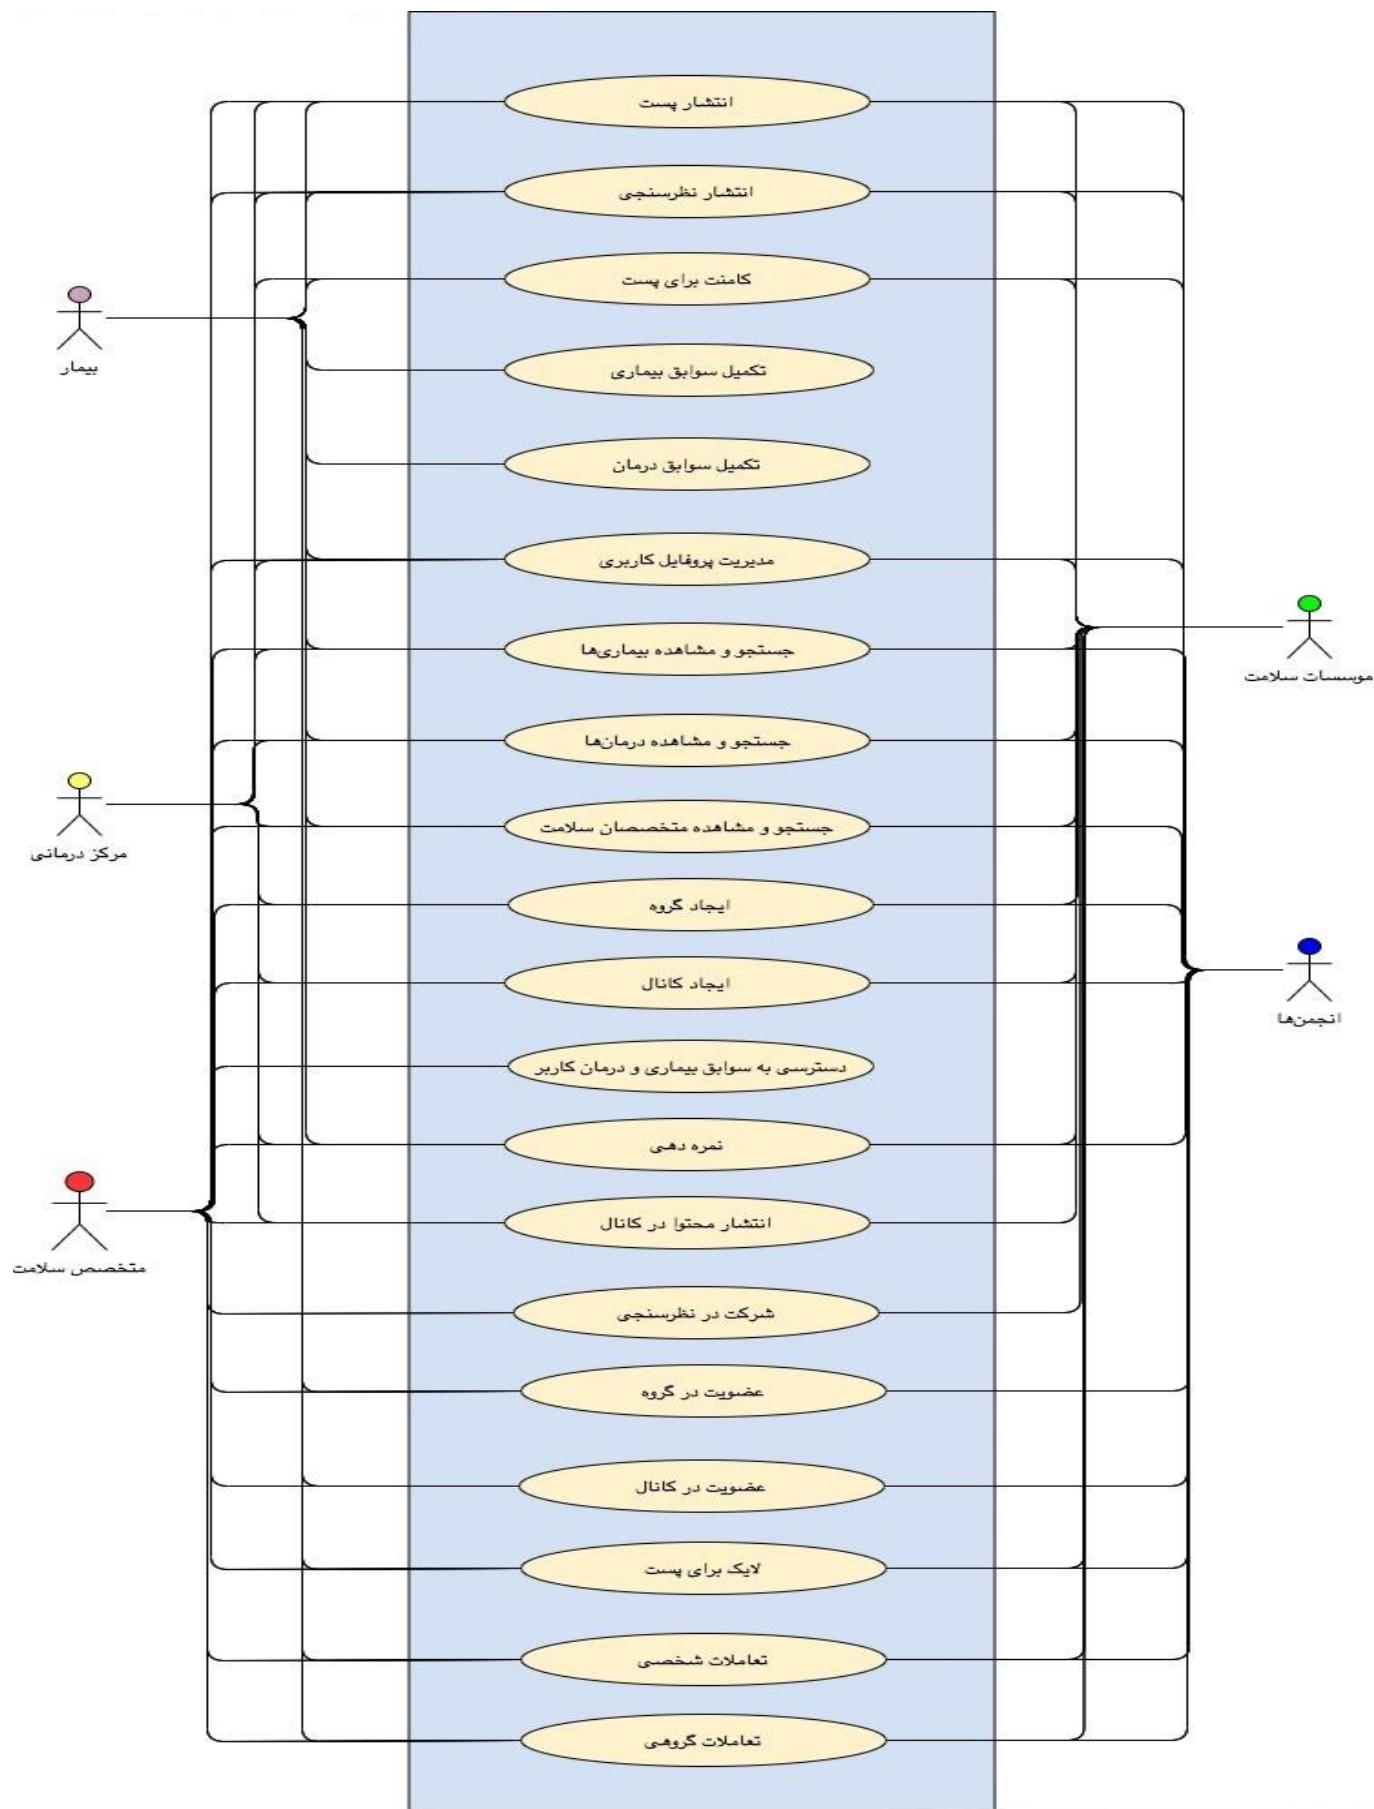 انتشار پست
انتشار نظرسنجی
کامنت برای پست
بیمار
تکمیل سوابق بیماری
تکمیل سوابق درمان
مدیریت پروفایل کاربری
جستجو و مشاهده بیماری‌ها
موسسات سلامت
جستجو و مشاهده درمان‌ها
جستجو و مشاهده متخصصان سلامت
مرکز درمانی
ایجاد گروه
ایجاد کانال
انجمن‌ها
دسترسی به سوابق بیماری و درمان کاربر
نمره دهی
انتشار محتوا در کانال
متخصص سلامت
شرکت در نظرسنجی
عضویت در گروه
عضویت در کانال
لایک برای پست
تعاملات شخصی
تعاملات گروهی